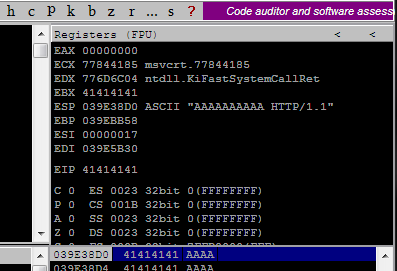 h c p k b z r ... s ?
Code auditor and software assess
Registers (FPU) < <
EAX 00000000
ECX 77844185 msvcrt.77844185
EDX 776D6C04 ntdll.KiFastSystemCallRet
EBX 41414141
ESP 039E38D0 ASCII "AAAAAAAAAA HTTP/1.1"
EBP 039EBB58
ESI 00000017
EDI 039E5B30
EIP 41414141
C 0 ES 0023 32bit 0(FFFFFFFF)
P 0 CS 001B 32bit 0(FFFFFFFF)
A 0 SS 0023 32bit 0(FFFFFFFF)
Z 0 DS 0023 32bit 0(FFFFFFFF)
039E38D0 41414141 AAAA
039E38D4 41414141 AAAA